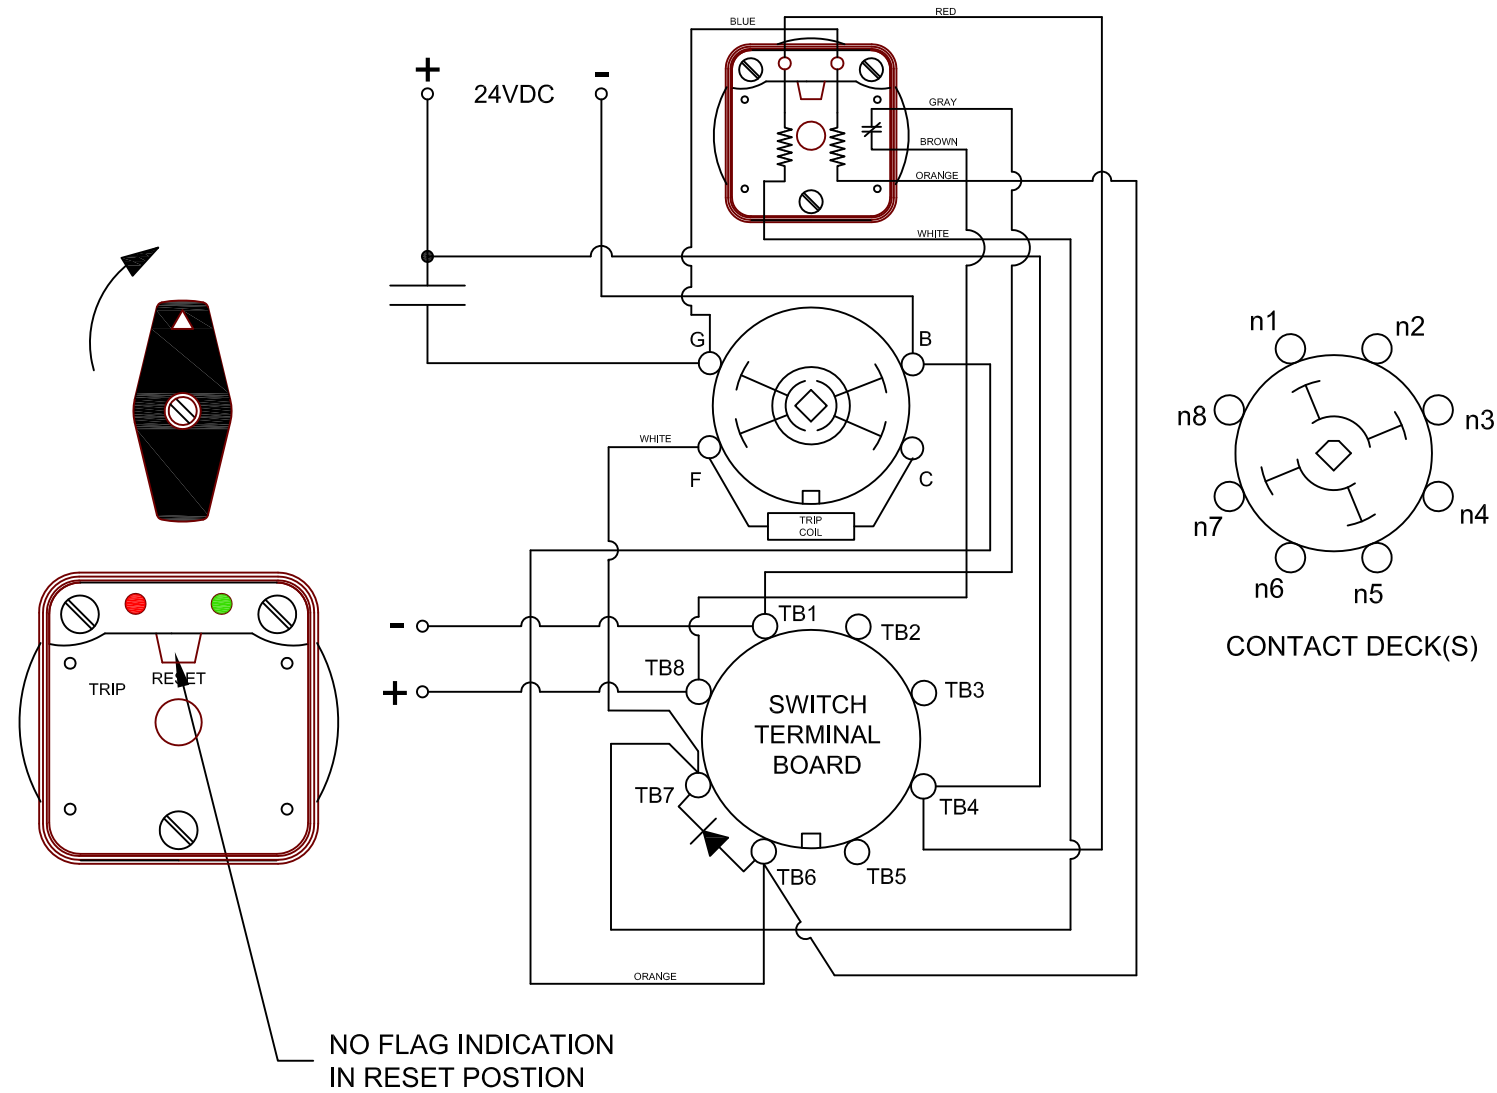 RED
BLUE
+
24VDC
-
GRAY
BROWN
ORANGE
WHITE
G
B
WHITE
F
C
TRIP
COIL
n1
n2
n8
n3
n7
n4
n6
n5
CONTACT DECK(S)
-
TB1
TB2
TB8
TB3
+
SWITCH
TERMINAL
BOARD
TB7
TB4
TB6
TB5
ORANGE
TRIP
RESET
NO FLAG INDICATION
IN RESET POSTION